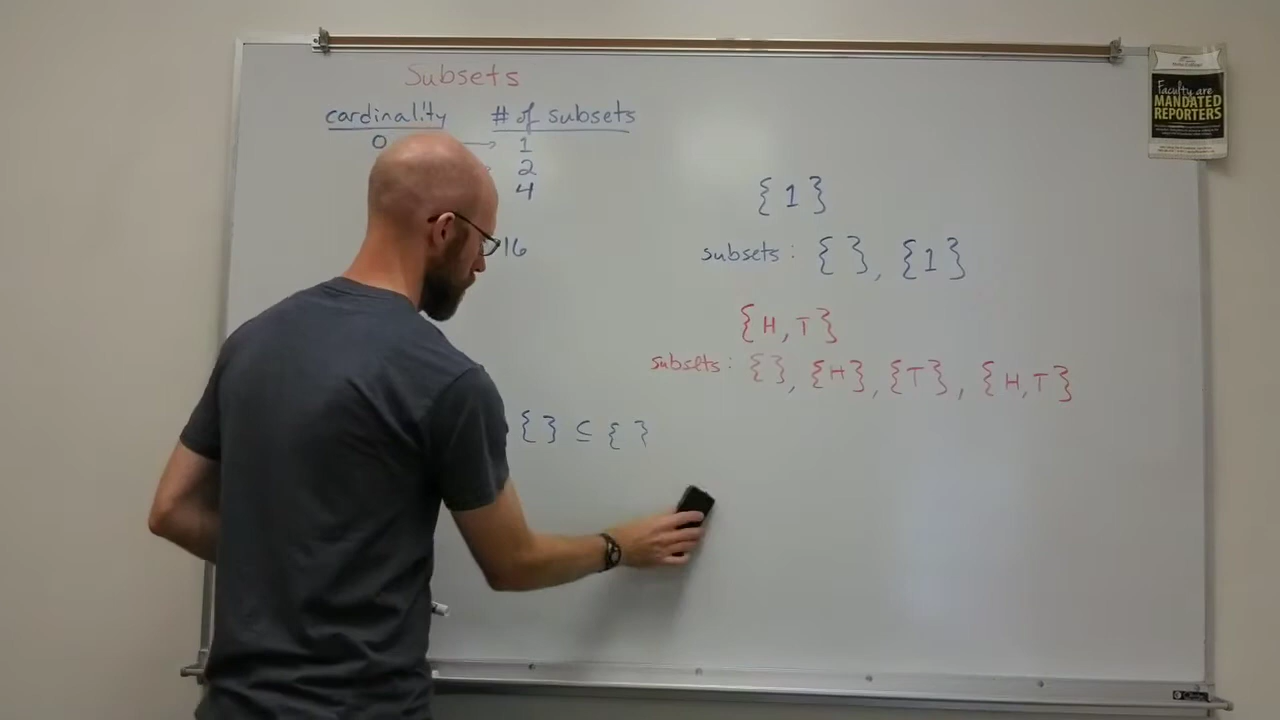 Subsets
cardinality # of subsets
0 → 1
2
4
16
{ 1 }
subsets: { }, {1}
{H, T}
subsets: { }, {H}, {T}, {H,T}
{ } ⊆ { }
Faculty are
MANDATED
REPORTERS